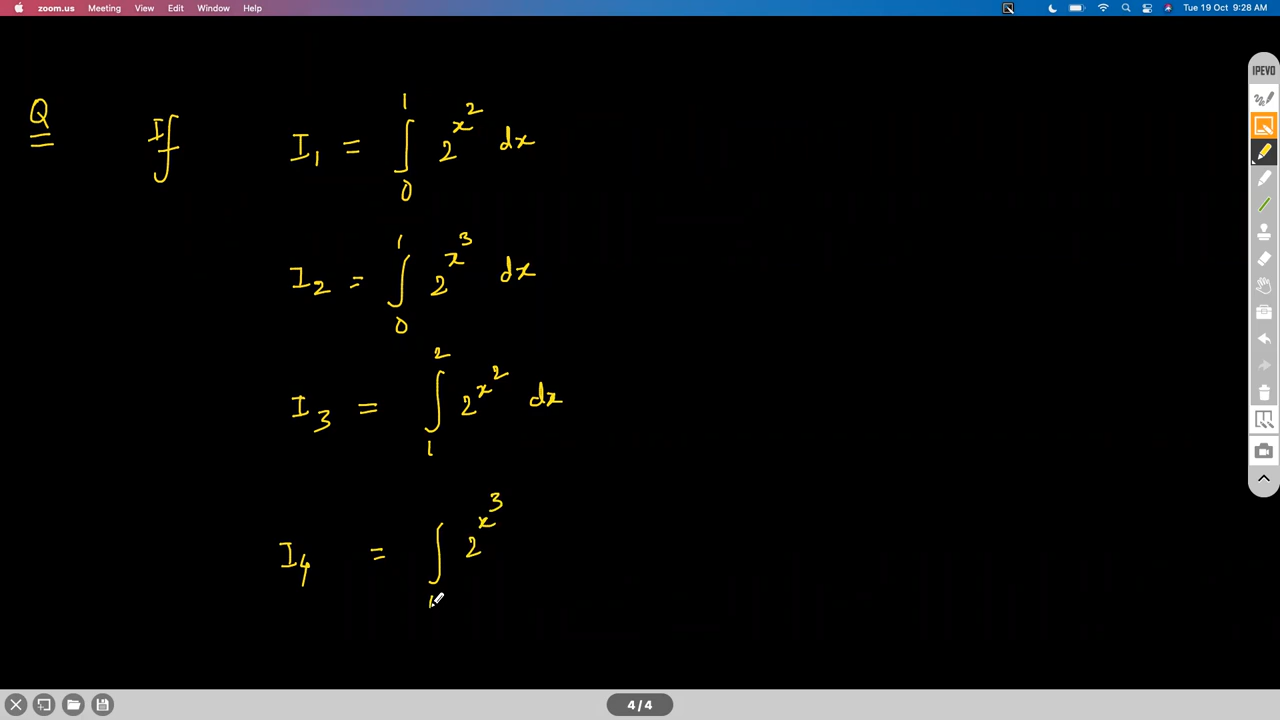 zoom.us Meeting View Edit Window Help Tue 19 Oct 9:28 AM
IPEVO
Q If I₁ = ∫₀¹ 2^x² dx
I₂ = ∫₀¹ 2^x³ dx
I₃ = ∫₁² 2^x² dx
I₄ = ∫₁ 2^x³
4 / 4